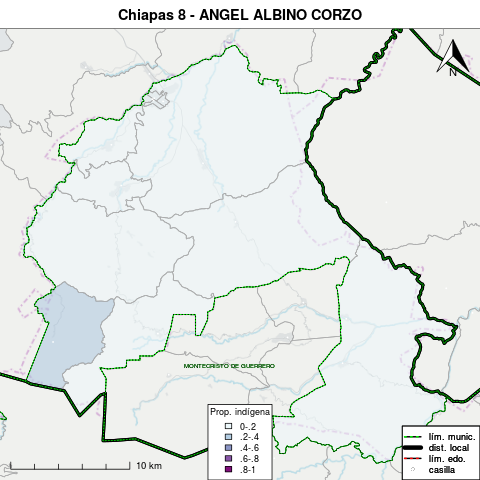 Chiapas 8 - ANGEL ALBINO CORZO
N
MONTECRISTO DE GUERRERO
Prop. indígena
0-.2
.2-.4
.4-.6
.6-.8
.8-1
10 km
lím. munic.
dist. local
lím. edo.
casilla